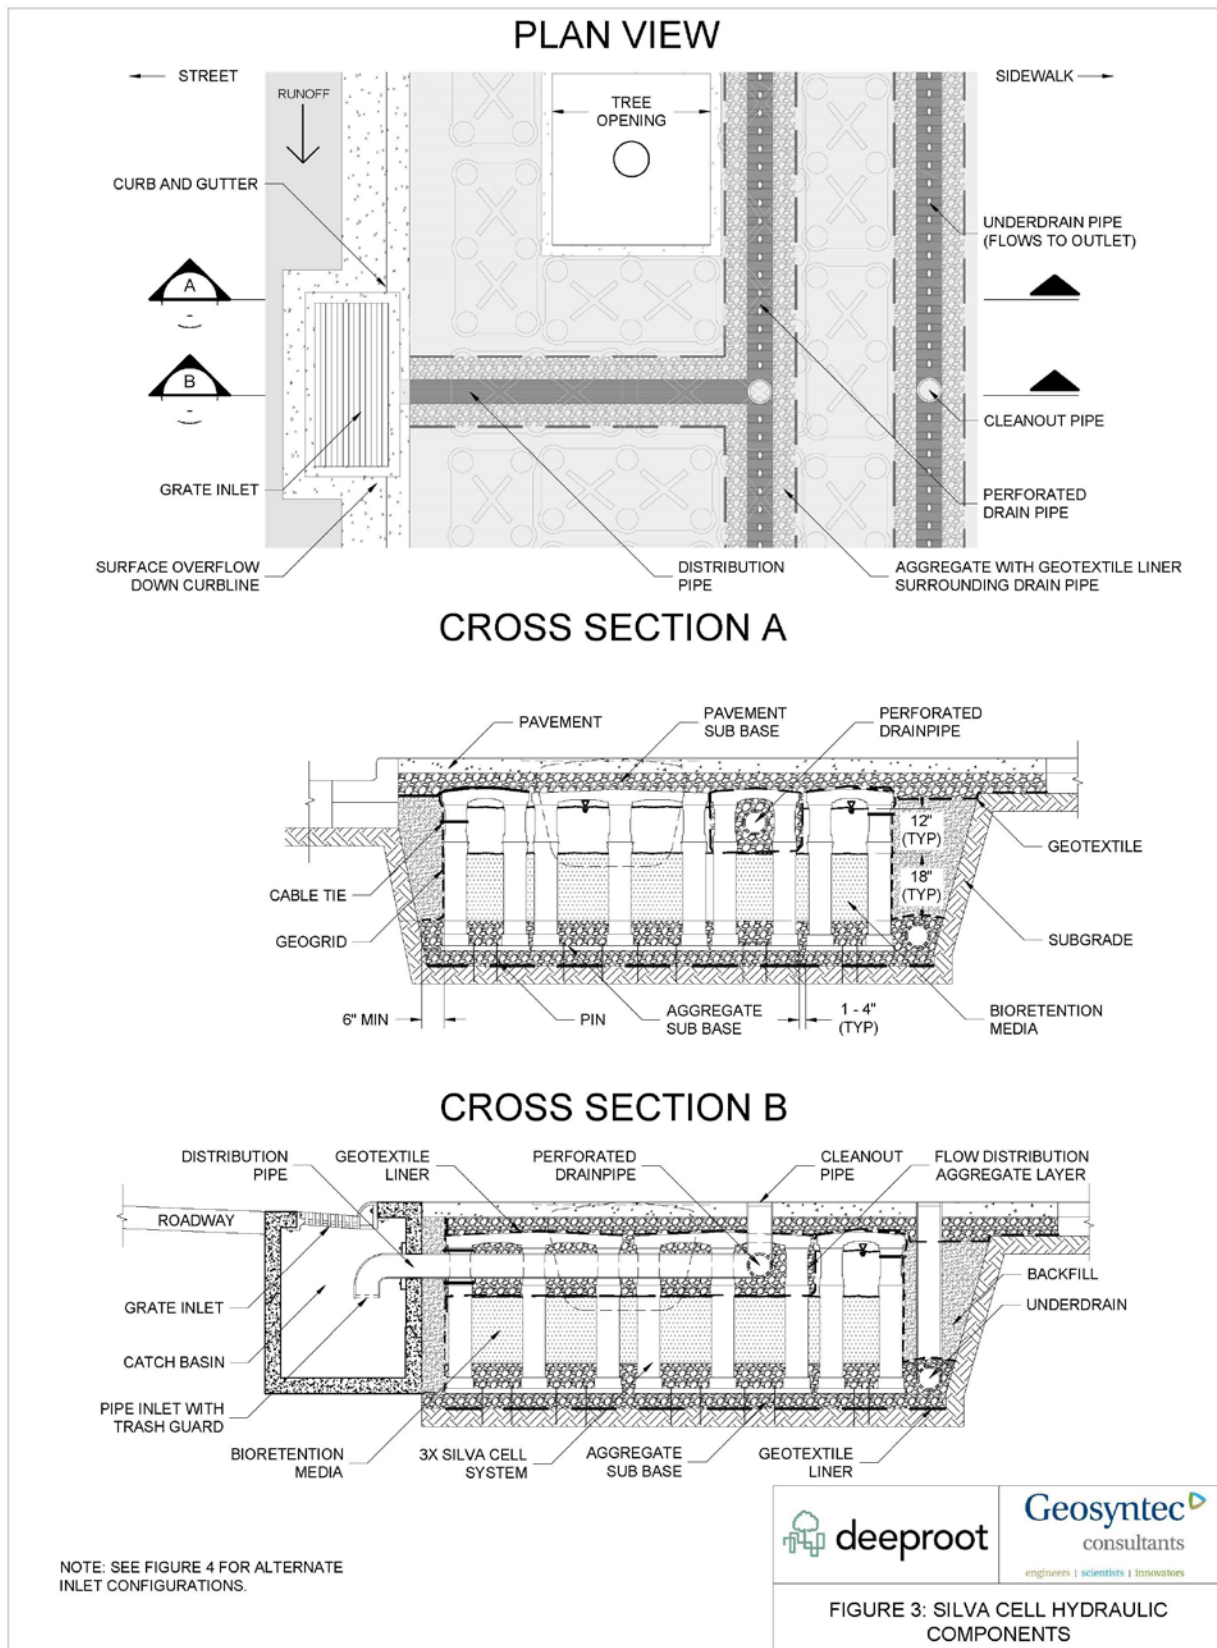 PLAN VIEW
STREET
SIDEWALK
RUNOFF
TREE
OPENING
CURB AND GUTTER
UNDERDRAIN PIPE
(FLOWS TO OUTLET)
A
B
CLEANOUT PIPE
GRATE INLET
PERFORATED
DRAIN PIPE
SURFACE OVERFLOW
DOWN CURBLINE
DISTRIBUTION
PIPE
AGGREGATE WITH GEOTEXTILE LINER
SURROUNDING DRAIN PIPE
CROSS SECTION A
PAVEMENT
PAVEMENT
SUB BASE
PERFORATED
DRAINPIPE
12"
(TYP)
GEOTEXTILE
18"
(TYP)
CABLE TIE
GEOGRID
SUBGRADE
6" MIN
PIN
AGGREGATE
SUB BASE
1 - 4"
(TYP)
BIORETENTION
MEDIA
CROSS SECTION B
DISTRIBUTION
PIPE
GEOTEXTILE
LINER
PERFORATED
DRAINPIPE
CLEANOUT
PIPE
FLOW DISTRIBUTION
AGGREGATE LAYER
ROADWAY
BACKFILL
GRATE INLET
UNDERDRAIN
CATCH BASIN
PIPE INLET WITH
TRASH GUARD
BIORETENTION
MEDIA
3X SILVA CELL
SYSTEM
AGGREGATE
SUB BASE
GEOTEXTILE
LINER
deeproot
Geosyntec
consultants
engineers | scientists | innovators
NOTE: SEE FIGURE 4 FOR ALTERNATE
INLET CONFIGURATIONS.
FIGURE 3: SILVA CELL HYDRAULIC
COMPONENTS